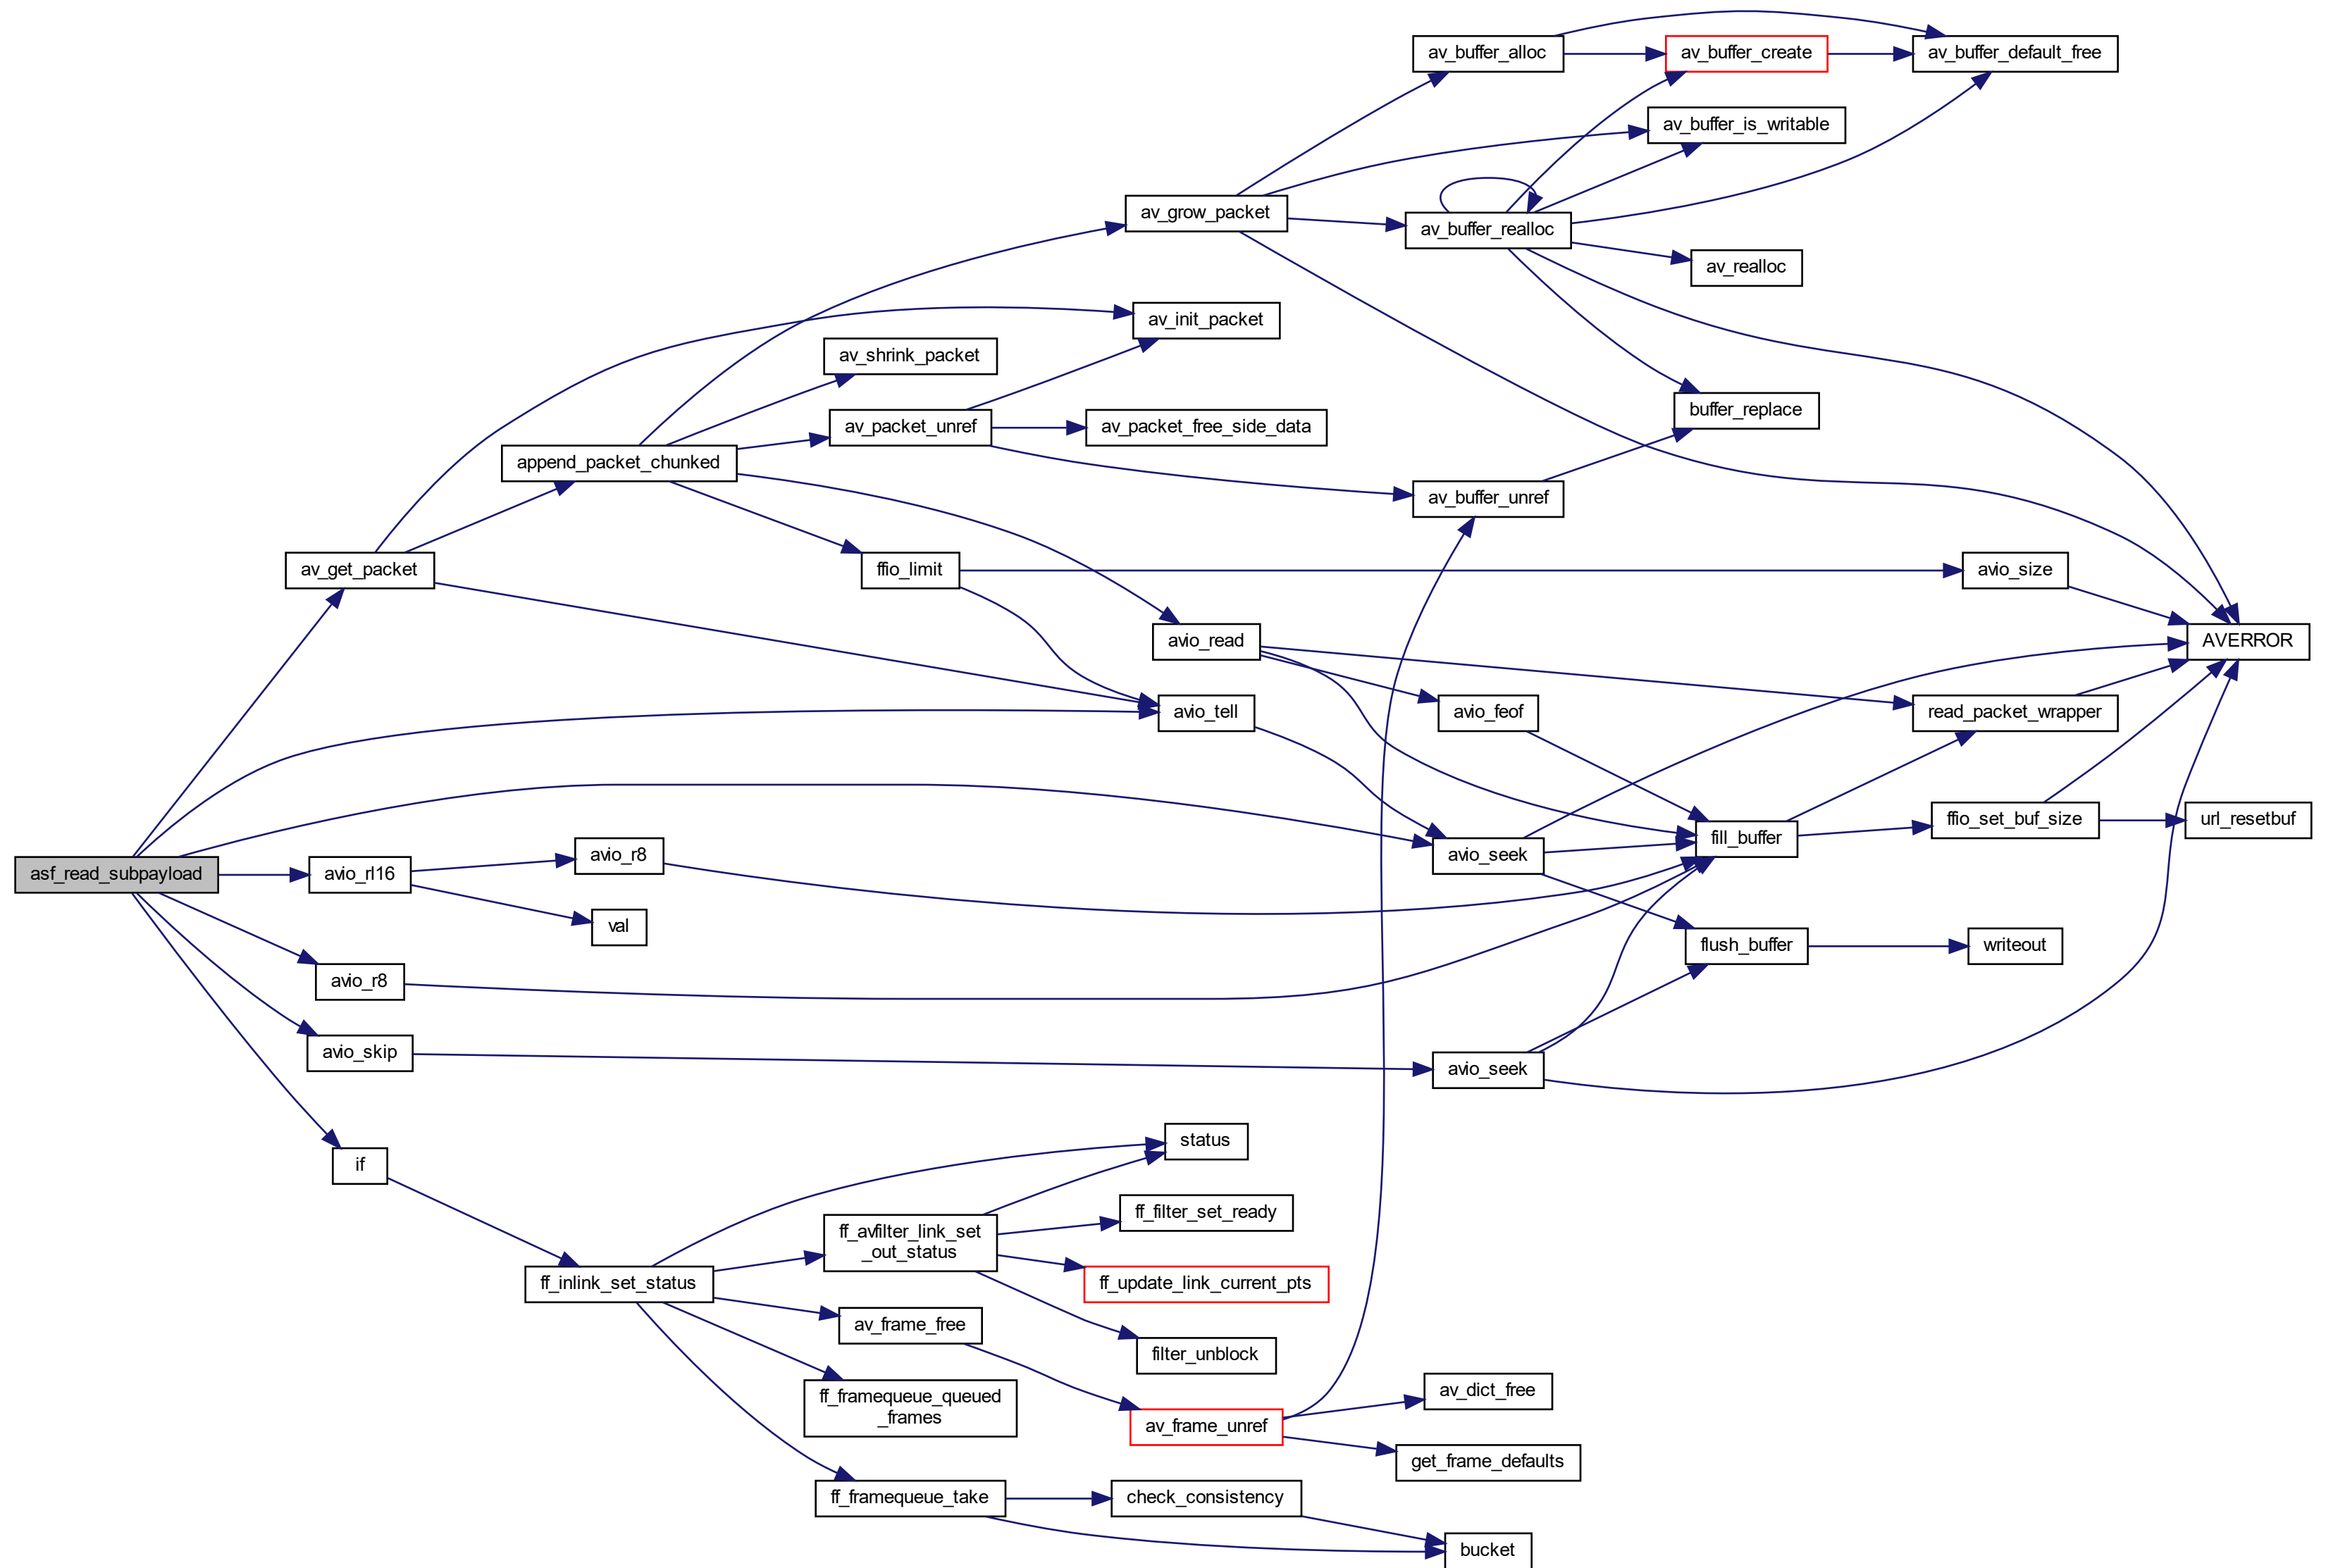 av_buffer_alloc
av_buffer_create
av_buffer_default_free
av_buffer_is_writable
av_grow_packet
av_buffer_realloc
av_realloc
av_init_packet
av_shrink_packet
buffer_replace
av_packet_unref
av_packet_free_side_data
append_packet_chunked
av_buffer_unref
av_get_packet
ffio_limit
avio_size
avio_read
AVERROR
avio_tell
avio_feof
read_packet_wrapper
ffio_set_buf_size
url_resetbuf
fill_buffer
avio_seek
avio_r8
asf_read_subpayload
avio_rl16
val
flush_buffer
writeout
avio_r8
avio_skip
avio_seek
status
if
ff_filter_set_ready
ff_avfilter_link_set
_out_status
ff_inlink_set_status
ff_update_link_current_pts
av_frame_free
filter_unblock
av_dict_free
ff_framequeue_queued
_frames
av_frame_unref
get_frame_defaults
ff_framequeue_take
check_consistency
bucket